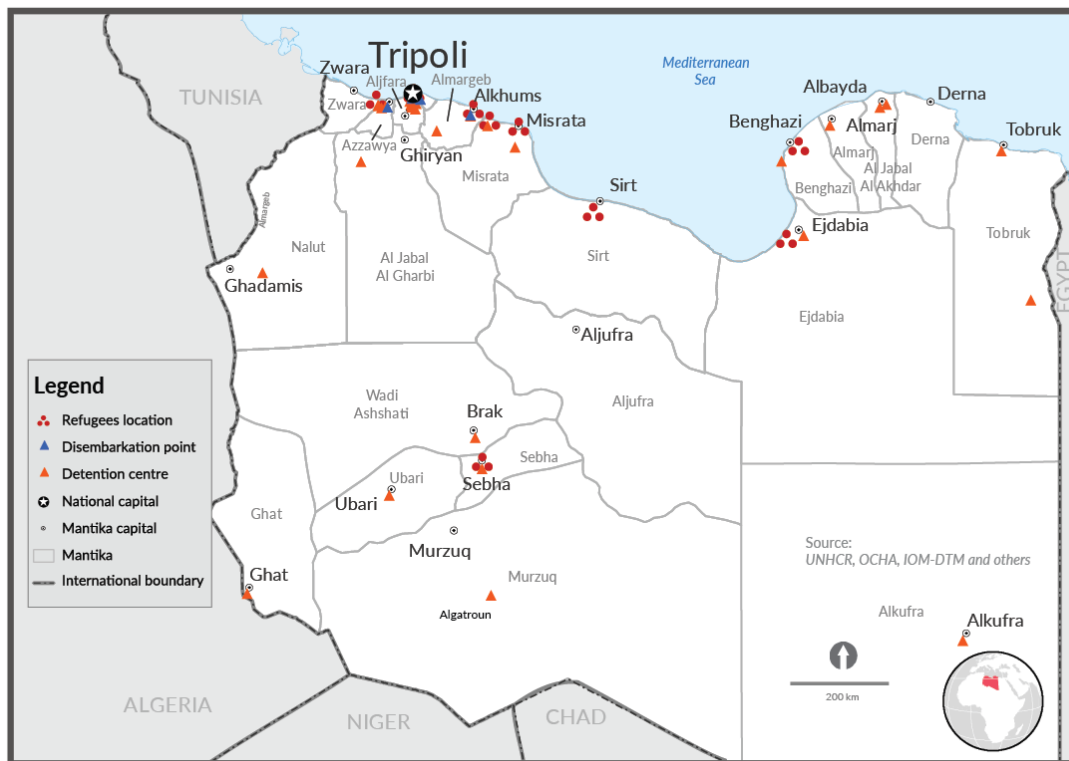 Tripoli
Mediterranean
Sea
Zwara
Aljfara
Almargeb
Albayda
Derna
TUNISIA
Zwara
Alkhums
Misrata
Benghazi
Almarj
Tobruk
Azzawya
Ghiryan
Almarj
Derna
Misrata
Al Jabal
Al Akhdar
Sirt
Benghazi
Almargeb
Nalut
Ejdabia
Tobruk
Al Jabal
Al Gharbi
Sirt
EGYPT
Ghadamis
Ejdabia
Aljufra
Legend
Refugees location
Disembarkation point
Detention centre
National capital
Mantika capital
Mantika
International boundary
Wadi
Ashshati
Aljufra
Brak
Sebha
Sebha
Ubari
Ubari
Ghat
Murzuq
Source:
UNHCR, OCHA, IOM-DTM and others
Ghat
Murzuq
Algatroun
Alkufra
Alkufra
200 km
ALGERIA
NIGER
CHAD